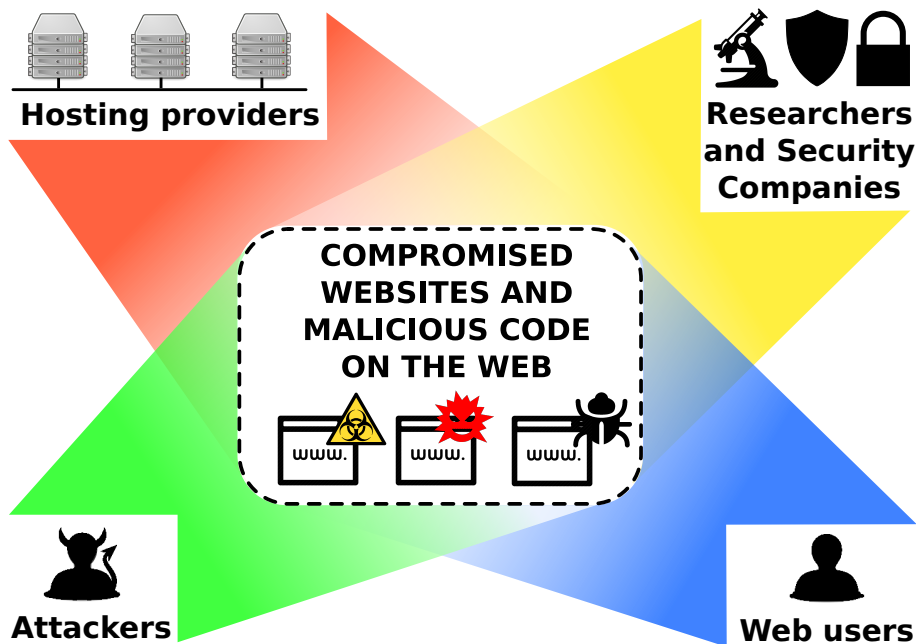 Hosting providers
Researchers
and Security
Companies
COMPROMISED
WEBSITES AND
MALICIOUS CODE
ON THE WEB
www.
www.
www.
Attackers
Web users